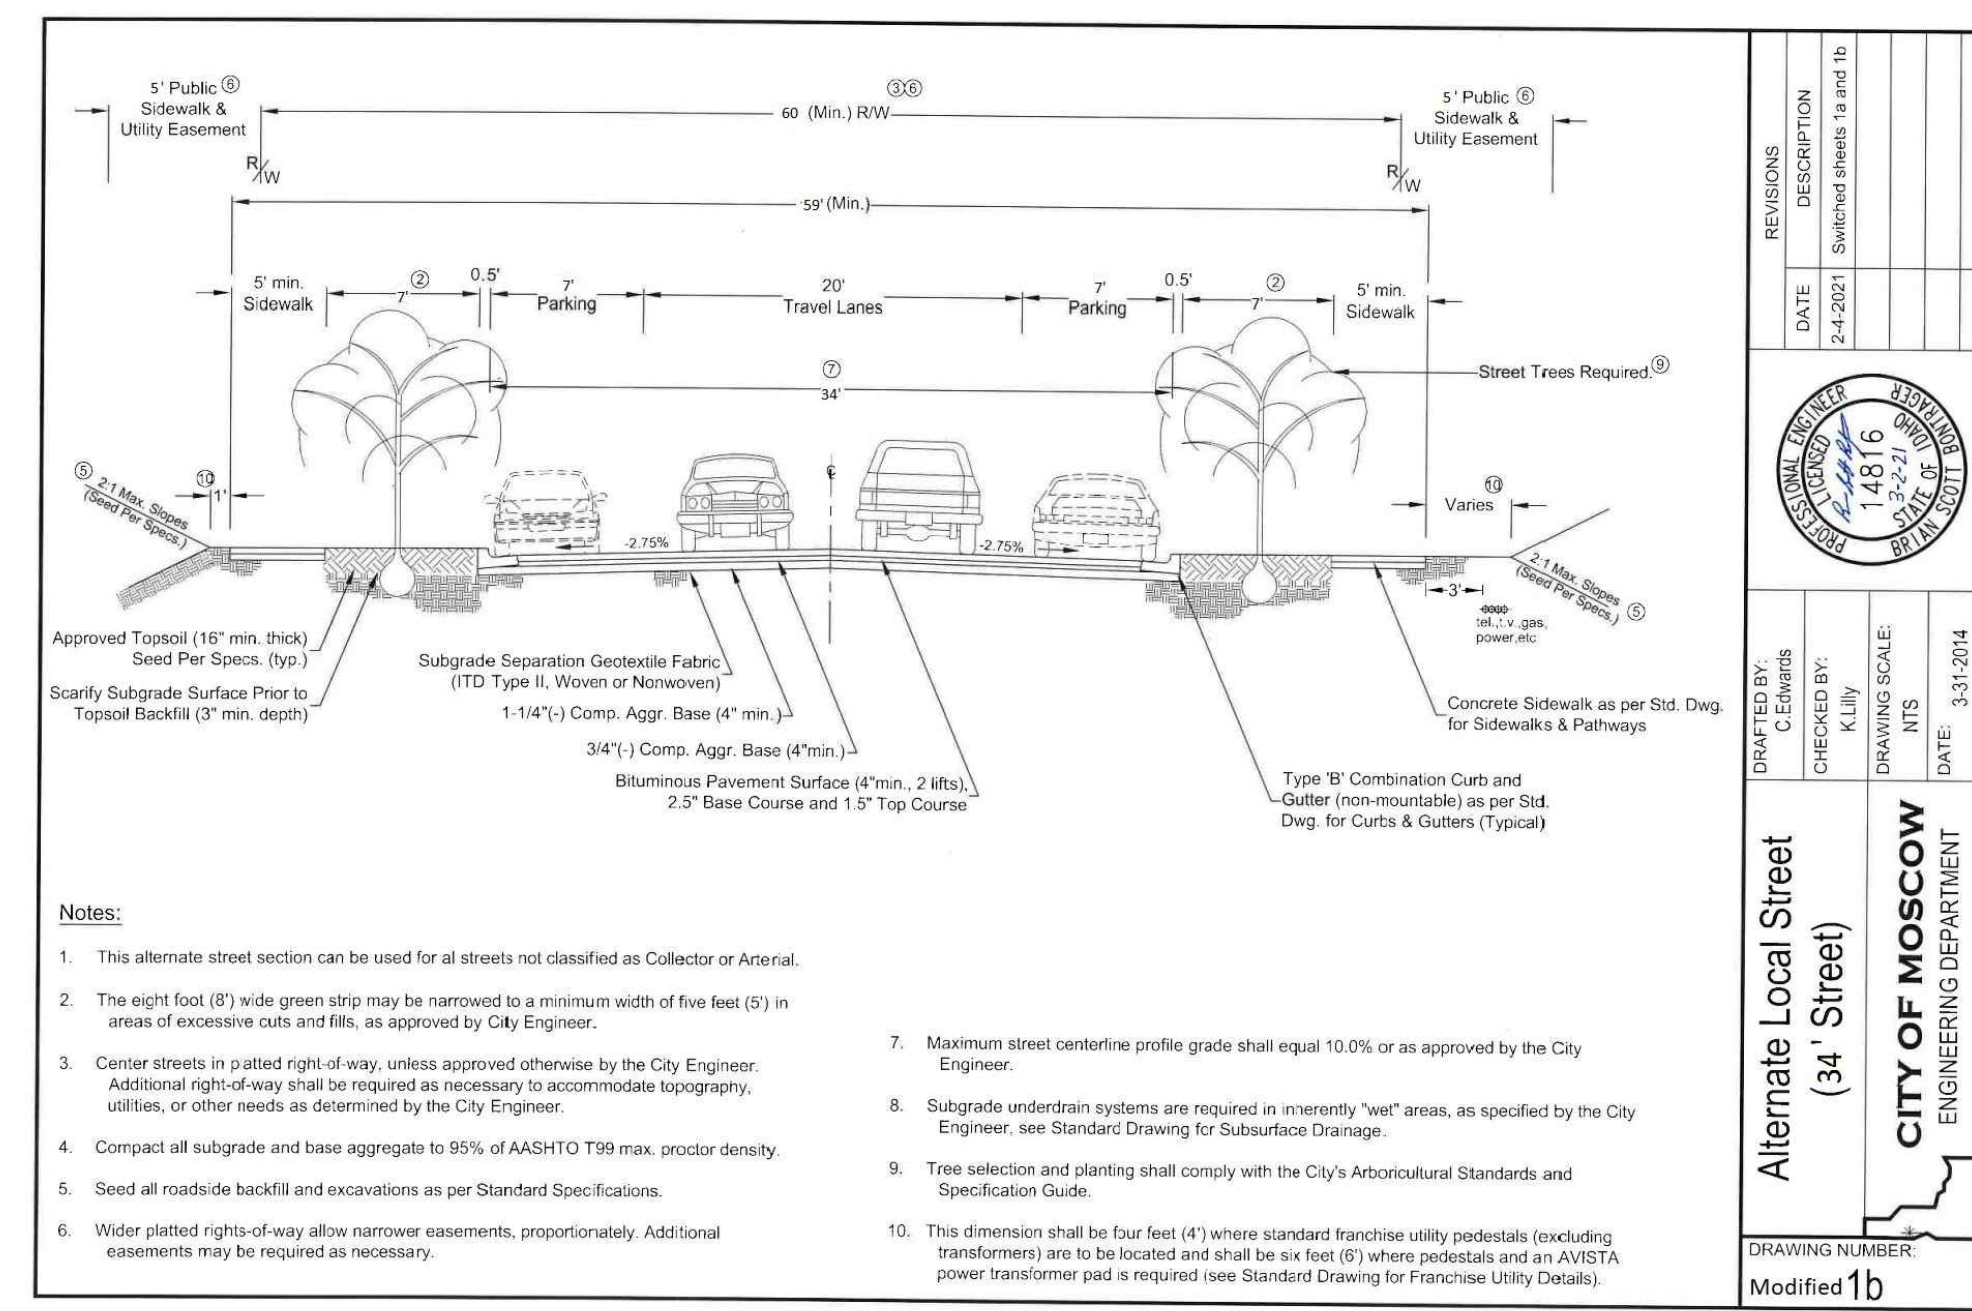 5' Public ⑥
Sidewalk &
Utility Easement
③⑥
60 (Min.) R/W
5' Public ⑥
Sidewalk &
Utility Easement
R/W
R/W
59' (Min.)
5' min.
Sidewalk
②
7'
0.5'
7'
Parking
20'
Travel Lanes
7'
Parking
0.5'
②
7'
5' min.
Sidewalk
⑦
34'
Street Trees Required. ⑨
⑤
2:1 Max. Slopes
(Seed Per Specs.)
⑩
1'
-2.75%
-2.75%
⑩
Varies
2:1 Max. Slopes
(Seed Per Specs.)
⑤
3'
tel.,t.v.,gas,
power,etc
Approved Topsoil (16" min. thick)
Seed Per Specs. (typ.)
Scarify Subgrade Surface Prior to
Topsoil Backfill (3" min. depth)
Subgrade Separation Geotextile Fabric
(ITD Type II, Woven or Nonwoven)
1-1/4"(-) Comp. Aggr. Base (4" min.)
3/4"(-) Comp. Aggr. Base (4"min.)
Bituminous Pavement Surface (4"min., 2 lifts),
2.5" Base Course and 1.5" Top Course
Concrete Sidewalk as per Std. Dwg.
for Sidewalks & Pathways
Type 'B' Combination Curb and
Gutter (non-mountable) as per Std.
Dwg. for Curbs & Gutters (Typical)
Notes:
1. This alternate street section can be used for al streets not classified as Collector or Arterial.
2. The eight foot (8') wide green strip may be narrowed to a minimum width of five feet (5') in
areas of excessive cuts and fills, as approved by City Engineer.
3. Center streets in platted right-of-way, unless approved otherwise by the City Engineer.
Additional right-of-way shall be required as necessary to accommodate topography,
utilities, or other needs as determined by the City Engineer.
4. Compact all subgrade and base aggregate to 95% of AASHTO T99 max. proctor density.
5. Seed all roadside backfill and excavations as per Standard Specifications.
6. Wider platted rights-of-way allow narrower easements, proportionately. Additional
easements may be required as necessary.
7. Maximum street centerline profile grade shall equal 10.0% or as approved by the City
Engineer.
8. Subgrade underdrain systems are required in inherently "wet" areas, as specified by the City
Engineer, see Standard Drawing for Subsurface Drainage.
9. Tree selection and planting shall comply with the City's Arboricultural Standards and
Specification Guide.
10. This dimension shall be four feet (4') where standard franchise utility pedestals (excluding
transformers) are to be located and shall be six feet (6') where pedestals and an AVISTA
power transformer pad is required (see Standard Drawing for Franchise Utility Details).
REVISIONS
DATE DESCRIPTION
2-4-2021 Switched sheets 1a and 1b
PROFESSIONAL ENGINEER
LICENSED
14816
3-2-21
STATE OF IDAHO
BRIAN SCOTT BONTRAGER
DRAFTED BY:
C.Edwards
CHECKED BY:
K.Lilly
DRAWING SCALE:
NTS
DATE: 3-31-2014
Alternate Local Street
(34 ' Street)
CITY OF MOSCOW
ENGINEERING DEPARTMENT
DRAWING NUMBER:
Modified 1b